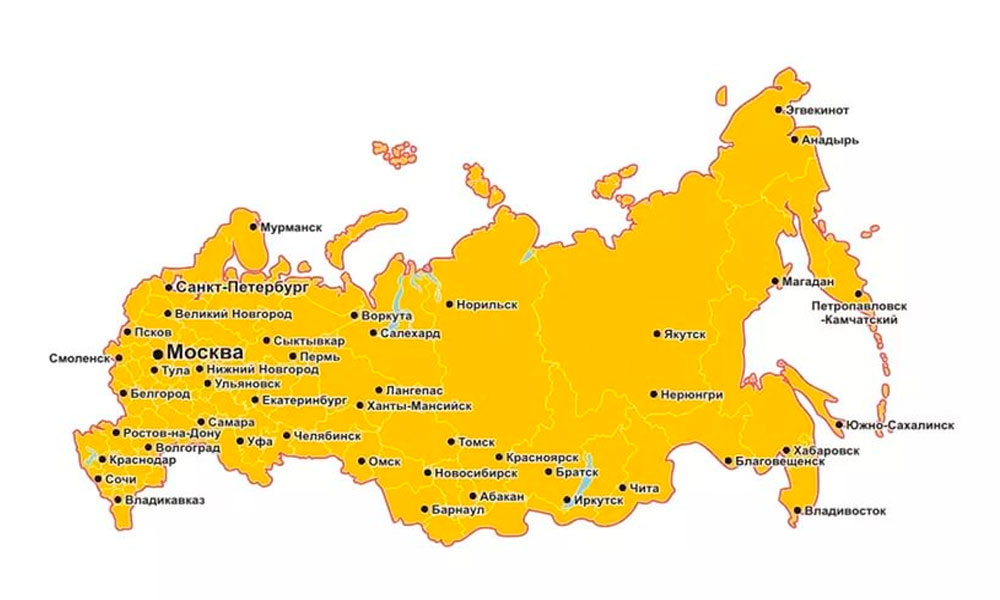 Эгвекинот
Анадырь
Мурманск
Магадан
Санкт-Петербург
Норильск
Петропавловск
-Камчатский
Великий Новгород
Воркута
Псков
Салехард
Якутск
Сыктывкар
Москва
Смоленск
Пермь
Тула
Нижний Новгород
Ульяновск
Белгород
Лангепас
Нерюнгри
Екатеринбург
Ханты-Мансийск
Самара
Южно-Сахалинск
Ростов-на-Дону
Челябинск
Уфа
Томск
Волгоград
Хабаровск
Краснодар
Омск
Красноярск
Благовещенск
Новосибирск
Братск
Сочи
Чита
Владикавказ
Абакан
Иркутск
Барнаул
Владивосток